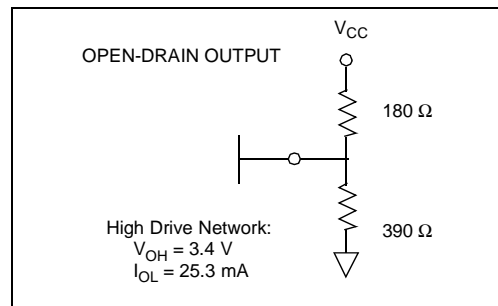 V_CC
OPEN-DRAIN OUTPUT
180 Ω
390 Ω
High Drive Network:
V_OH = 3.4 V
I_OL = 25.3 mA